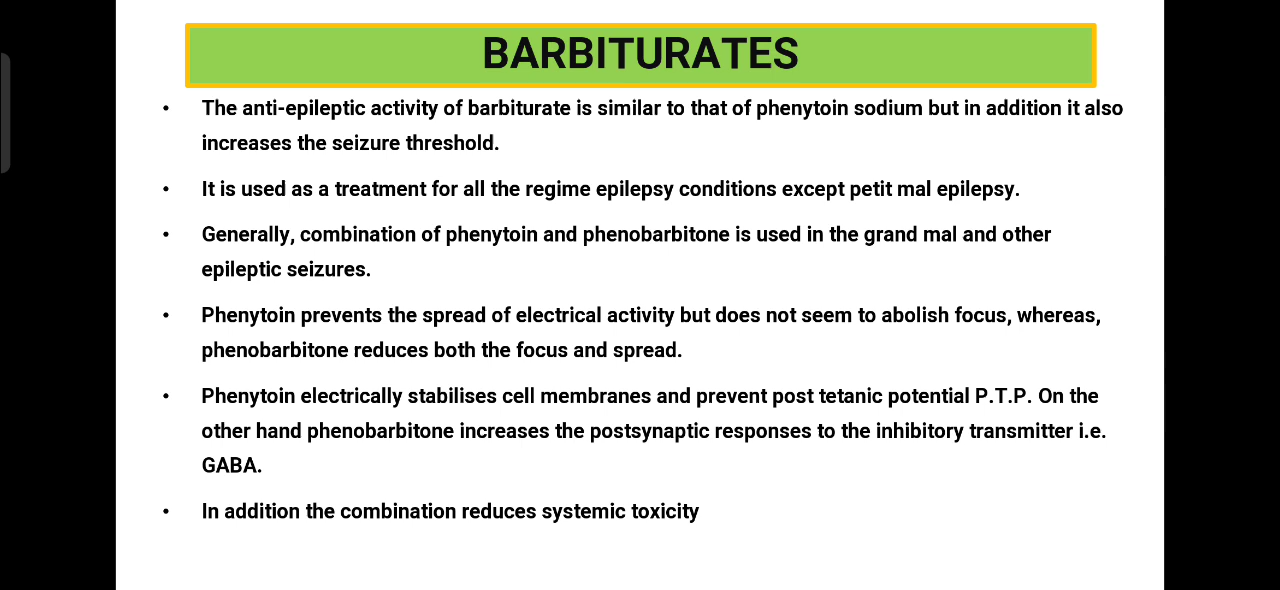 BARBITURATES
• The anti-epileptic activity of barbiturate is similar to that of phenytoin sodium but in addition it also
increases the seizure threshold.
• It is used as a treatment for all the regime epilepsy conditions except petit mal epilepsy.
• Generally, combination of phenytoin and phenobarbitone is used in the grand mal and other
epileptic seizures.
• Phenytoin prevents the spread of electrical activity but does not seem to abolish focus, whereas,
phenobarbitone reduces both the focus and spread.
• Phenytoin electrically stabilises cell membranes and prevent post tetanic potential P.T.P. On the
other hand phenobarbitone increases the postsynaptic responses to the inhibitory transmitter i.e.
GABA.
• In addition the combination reduces systemic toxicity